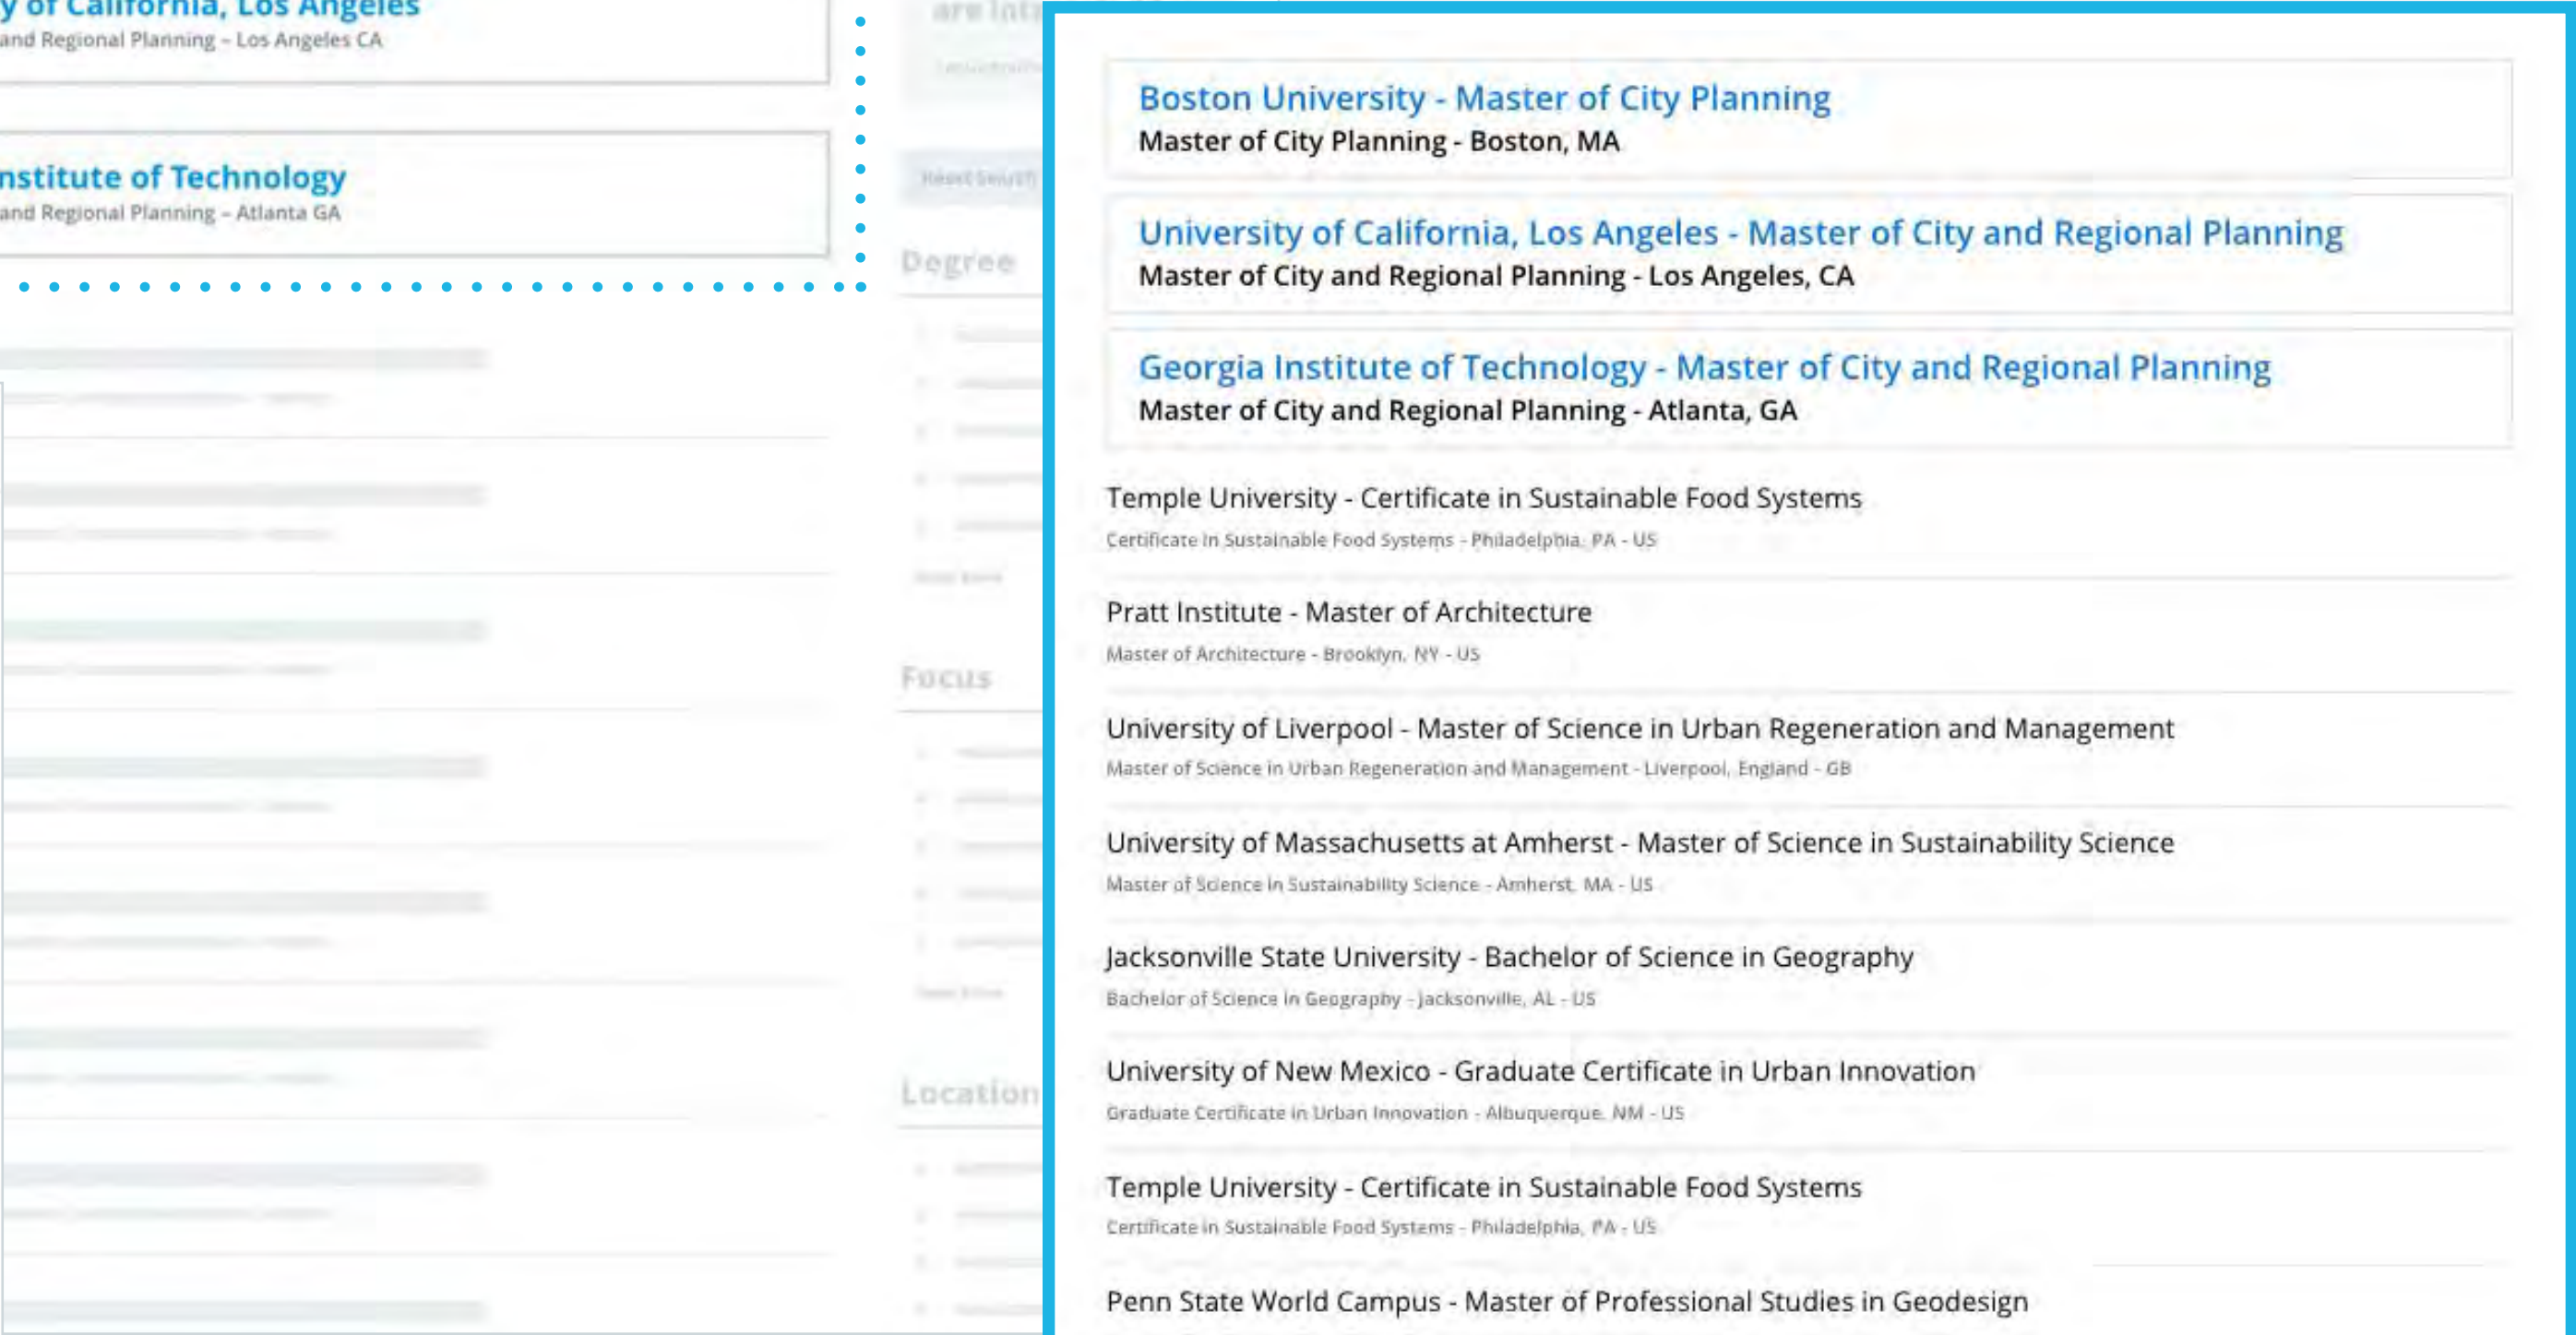 y of California, Los Angeles
and Regional Planning – Los Angeles CA
nstitute of Technology
and Regional Planning – Atlanta GA
Degree
Focus
Location
Boston University - Master of City Planning
Master of City Planning - Boston, MA
University of California, Los Angeles - Master of City and Regional Planning
Master of City and Regional Planning - Los Angeles, CA
Georgia Institute of Technology - Master of City and Regional Planning
Master of City and Regional Planning - Atlanta, GA
Temple University - Certificate in Sustainable Food Systems
Certificate in Sustainable Food Systems - Philadelphia, PA - US
Pratt Institute - Master of Architecture
Master of Architecture - Brooklyn, NY - US
University of Liverpool - Master of Science in Urban Regeneration and Management
Master of Science in Urban Regeneration and Management - Liverpool, England - GB
University of Massachusetts at Amherst - Master of Science in Sustainability Science
Master of Science in Sustainability Science - Amherst, MA - US
Jacksonville State University - Bachelor of Science in Geography
Bachelor of Science in Geography - Jacksonville, AL - US
University of New Mexico - Graduate Certificate in Urban Innovation
Graduate Certificate in Urban Innovation - Albuquerque, NM - US
Temple University - Certificate in Sustainable Food Systems
Certificate in Sustainable Food Systems - Philadelphia, PA - US
Penn State World Campus - Master of Professional Studies in Geodesign